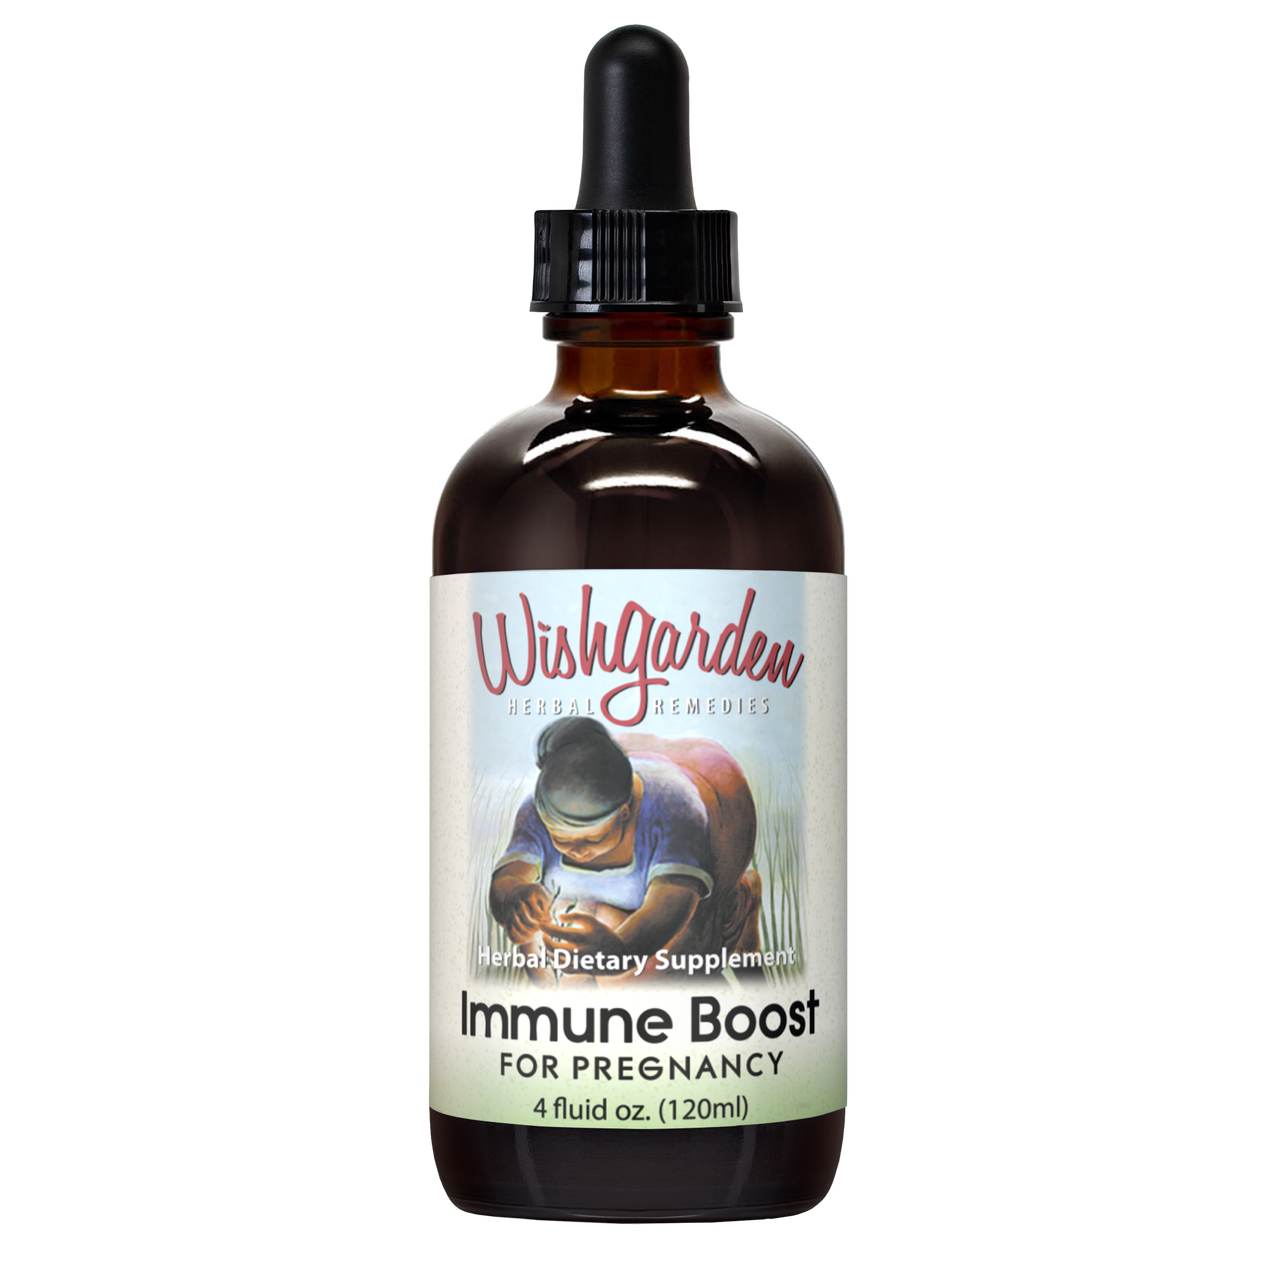 Wishgarden
HERBAL REMEDIES
Herbal Dietary Supplement
Immune Boost
FOR PREGNANCY
4 fluid oz. (120ml)